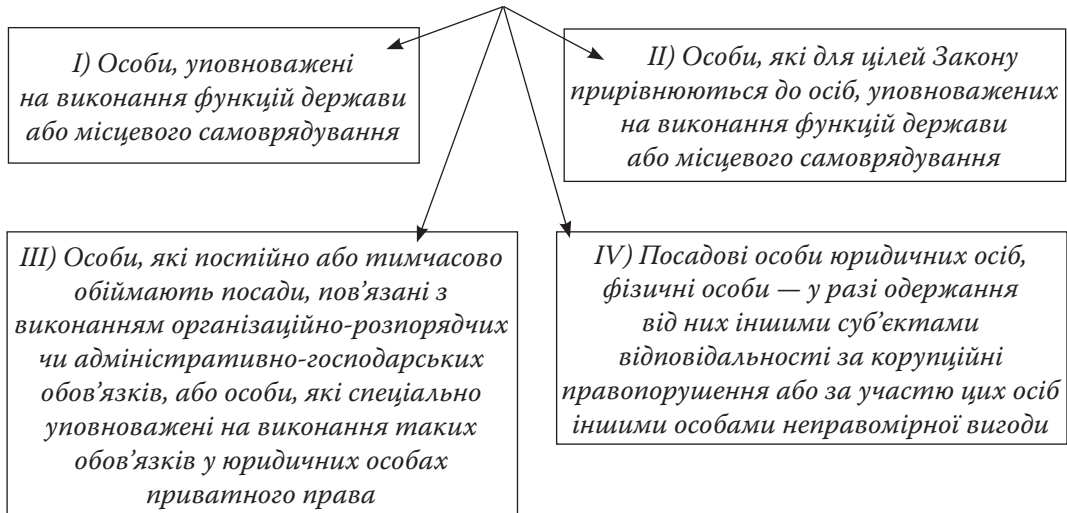 I) Особи, уповноважені
на виконання функцій держави
або місцевого самоврядування
II) Особи, які для цілей Закону
прирівнюються до осіб, уповноважених
на виконання функцій держави
або місцевого самоврядування
III) Особи, які постійно або тимчасово
обіймають посади, пов’язані з
виконанням організаційно-розпорядчих
чи адміністративно-господарських
обов’язків, або особи, які спеціально
уповноважені на виконання таких
обов’язків у юридичних особах
приватного права
IV) Посадові особи юридичних осіб,
фізичні особи — у разі одержання
від них іншими суб’єктами
відповідальності за корупційні
правопорушення або за участю цих осіб
іншими особами неправомірної вигоди